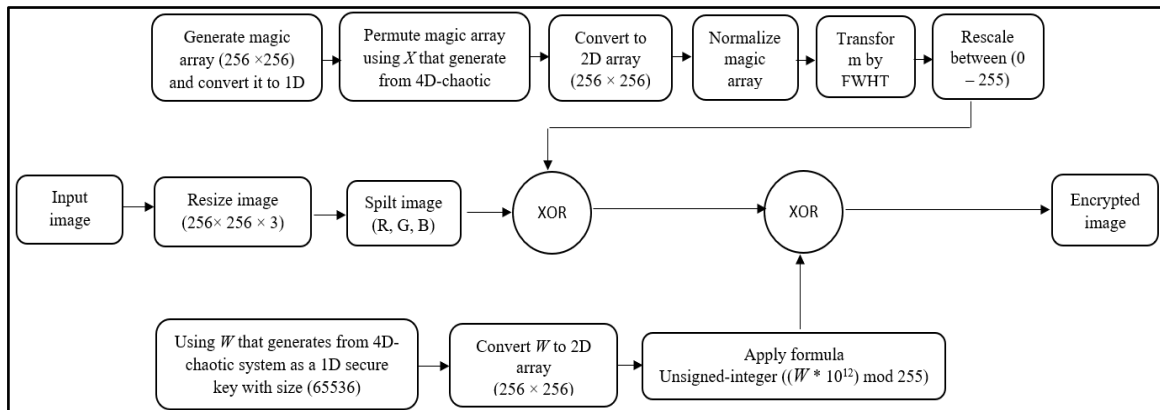 Generate magic
array (256 ×256)
and convert it to 1D
Permute magic array
using X that generate
from 4D-chaotic
Convert to
2D array
(256 × 256)
Normalize
magic
array
Transfor
m by
FWHT
Rescale
between (0
– 255)
Input
image
Resize image
(256× 256 × 3)
Spilt image
(R, G, B)
XOR
XOR
Encrypted
image
Using W that generates from 4D-
chaotic system as a 1D secure
key with size (65536)
Convert W to 2D
array
(256 × 256)
Apply formula
Unsigned-integer ((W * 10¹²) mod 255)